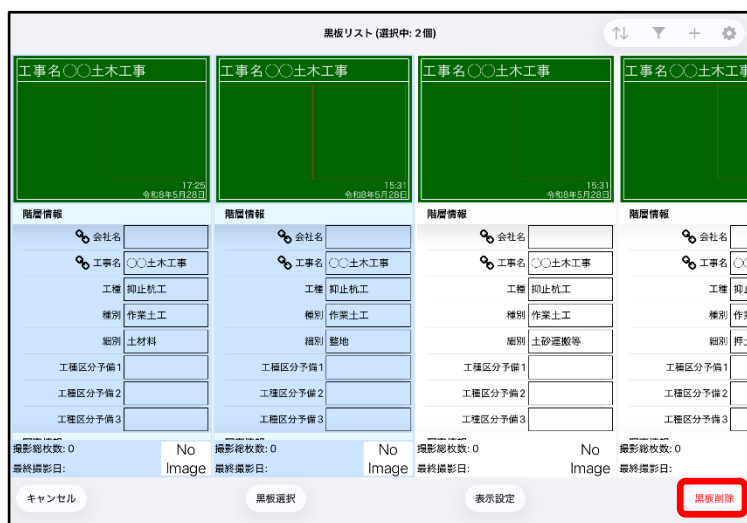 黒板リスト (選択中: 2個)
工事名○○土木工事
17:25
令和8年5月28日
階層情報
会社名
工事名 ○○土木工事
工種 抑止杭工
種別 作業土工
細別 土材料
工種区分予備1
工種区分予備2
工種区分予備3
撮影総枚数: 0
最終撮影日:
No
Image
工事名○○土木工事
15:31
令和8年5月28日
階層情報
会社名
工事名 ○○土木工事
工種 抑止杭工
種別 作業土工
細別 整地
工種区分予備1
工種区分予備2
工種区分予備3
撮影総枚数: 0
最終撮影日:
No
Image
工事名○○土木工事
15:31
令和8年5月28日
階層情報
会社名
工事名 ○○土木工事
工種 抑止杭工
種別 作業土工
細別 土砂運搬等
工種区分予備1
工種区分予備2
工種区分予備3
撮影総枚数: 0
最終撮影日:
No
Image
工事名○○土木工事
階層情報
会社名
工事名
工種
種別
細別
工種区分予備1
工種区分予備2
工種区分予備3
撮影総枚数: 0
最終撮影日:
キャンセル
黒板選択
表示設定
黒板削除